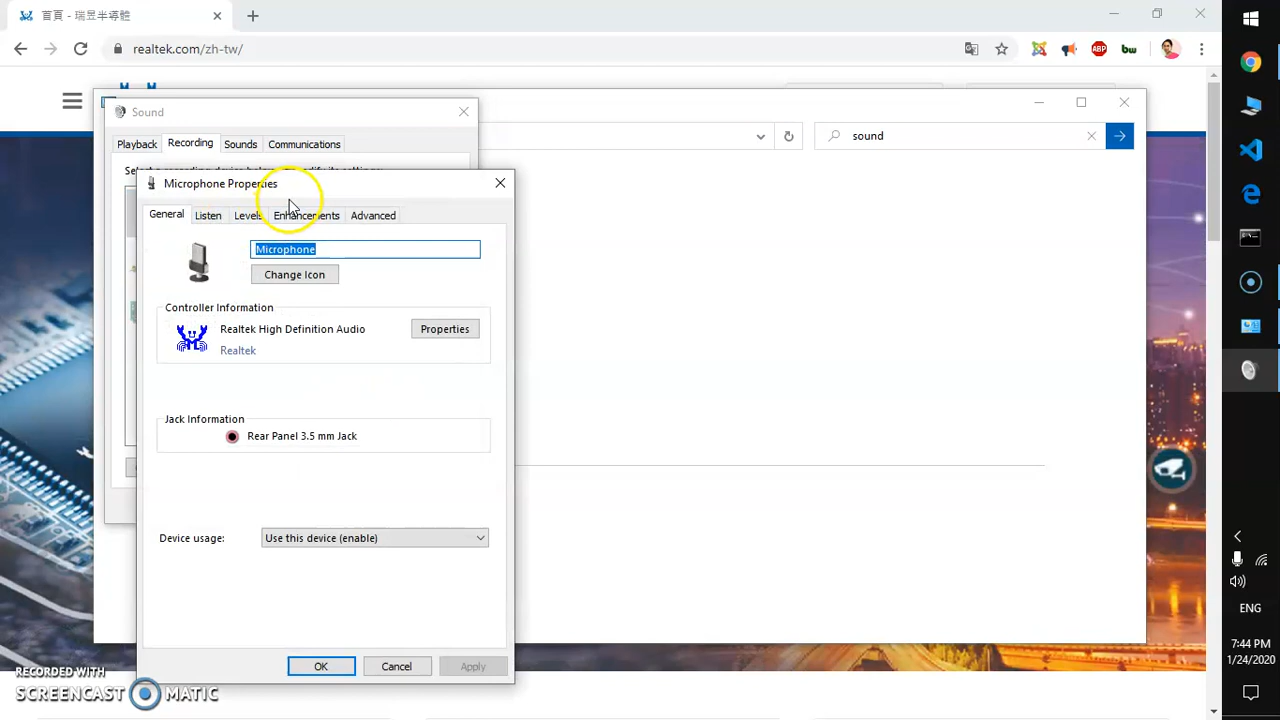 首頁 - 瑞昱半導體
realtek.com/zh-tw/
ABP
bw
Sound
sound
Playback
Recording
Sounds
Communications
Microphone Properties
General
Listen
Levels
Enhancements
Advanced
Microphone
Change Icon
Controller Information
Realtek High Definition Audio
Properties
Realtek
Jack Information
Rear Panel 3.5 mm Jack
Device usage:
Use this device (enable)
OK
Cancel
Apply
ENG
7:44 PM
1/24/2020
RECORDED WITH
SCREENCAST MATIC